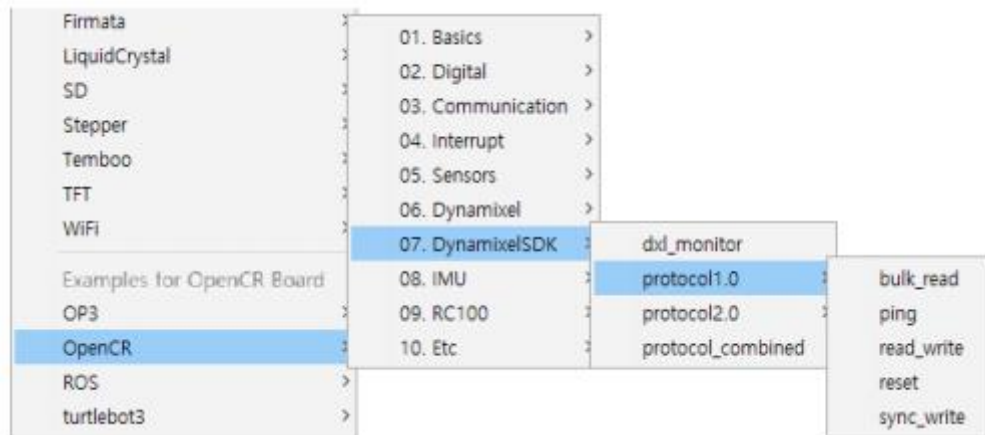 Firmata
LiquidCrystal
SD
Stepper
Temboo
TFT
WiFi
Examples for OpenCR Board
OP3
OpenCR
ROS
turtlebot3
01. Basics
02. Digital
03. Communication
04. Interrupt
05. Sensors
06. Dynamixel
07. DynamixelSDK
08. IMU
09. RC100
10. Etc
dxl_monitor
protocol1.0
protocol2.0
protocol_combined
bulk_read
ping
read_write
reset
sync_write